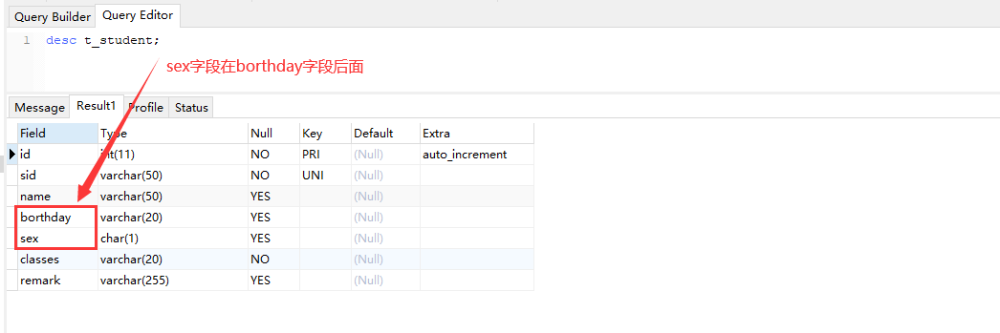 Query Builder Query Editor
1 desc t_student;
sex字段在borthday字段后面
Message Result1 Profile Status
Field Type Null Key Default Extra
id int(11) NO PRI (Null) auto_increment
sid varchar(50) NO UNI (Null)
name varchar(50) YES (Null)
borthday varchar(20) YES (Null)
sex char(1) YES (Null)
classes varchar(20) NO (Null)
remark varchar(255) YES (Null)